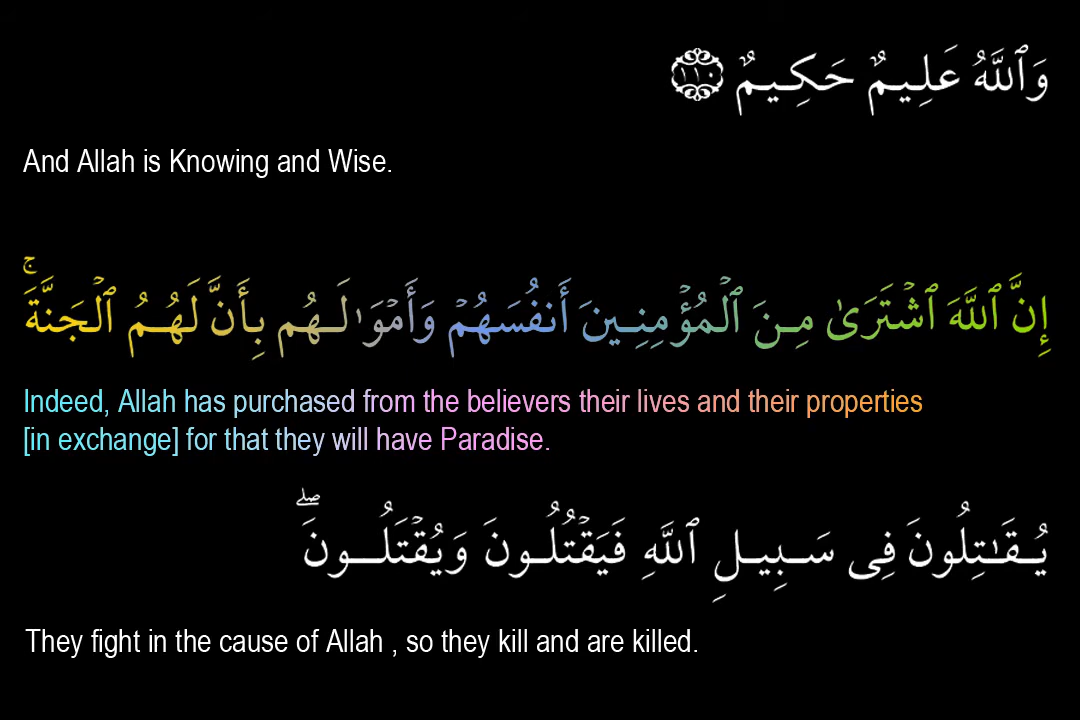 وَٱللَّهُ عَلِيمٌ حَكِيمٌ ١١٠
And Allah is Knowing and Wise.
إِنَّ ٱللَّهَ ٱشْتَرَىٰ مِنَ ٱلْمُؤْمِنِينَ أَنفُسَهُمْ وَأَمْوَٰلَهُم بِأَنَّ لَهُمُ ٱلْجَنَّةَ ۚ
Indeed, Allah has purchased from the believers their lives and their properties
[in exchange] for that they will have Paradise.
يُقَـٰتِلُونَ فِى سَبِيلِ ٱللَّهِ فَيَقْتُلُونَ وَيُقْتَلُونَ ۖ
They fight in the cause of Allah , so they kill and are killed.